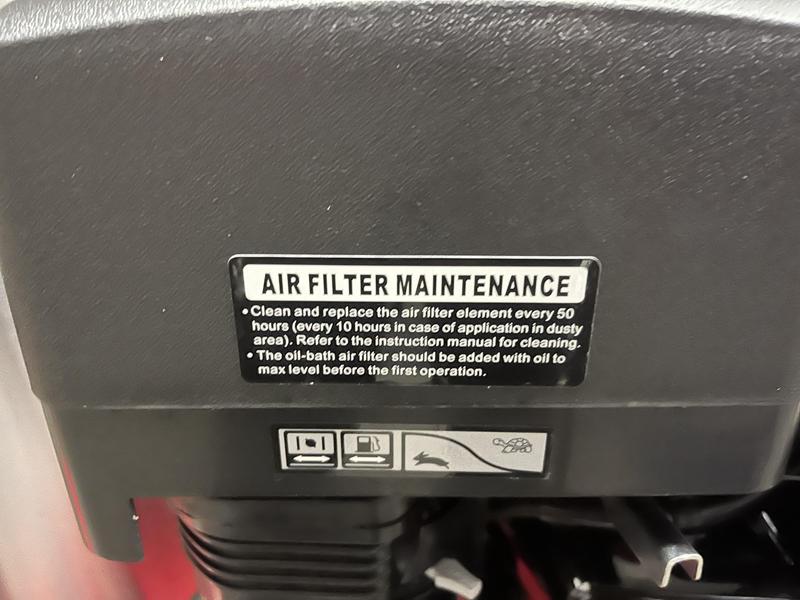 AIR FILTER MAINTENANCE
•Clean and replace the air filter element every 50
hours (every 10 hours in case of application in dusty
area). Refer to the instruction manual for cleaning.
•The oil-bath air filter should be added with oil to
max level before the first operation.